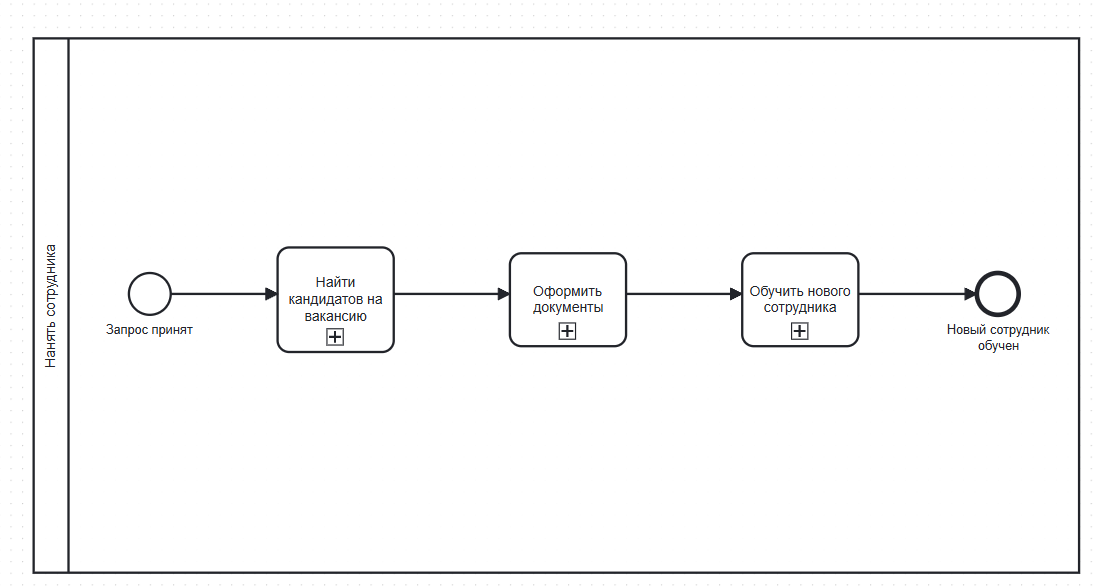 Нанять сотрудника
Запрос принят
Найти
кандидатов на
вакансию
Оформить
документы
Обучить нового
сотрудника
Новый сотрудник
обучен